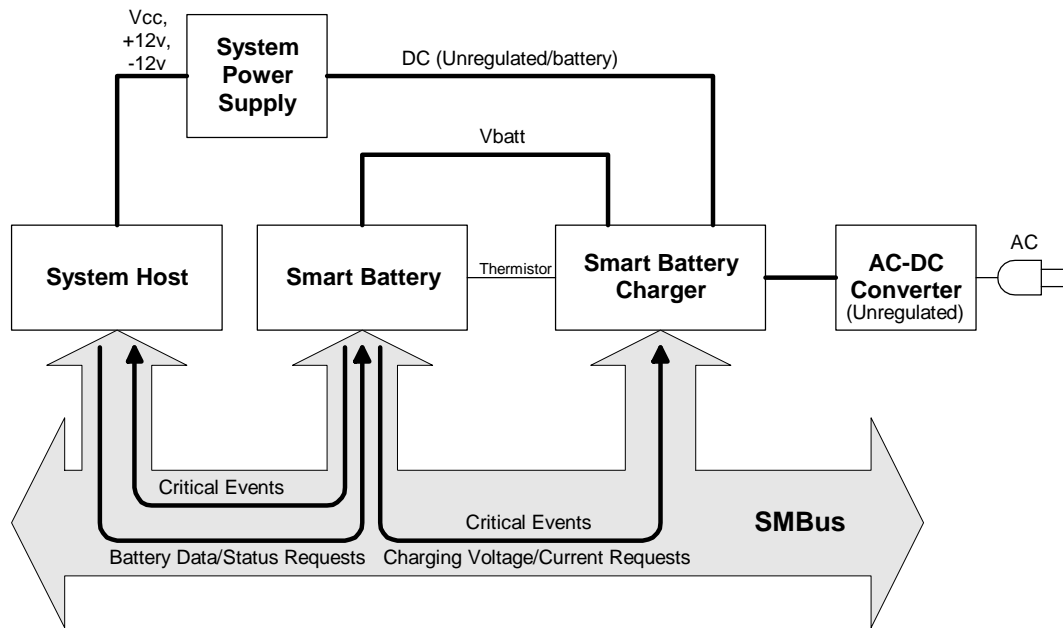 Vcc,
+12v,
-12v
System
Power
Supply
DC (Unregulated/battery)
Vbatt
System Host
Smart Battery
Thermistor
Smart Battery
Charger
AC-DC
Converter
(Unregulated)
AC
Critical Events
Battery Data/Status Requests
Critical Events
Charging Voltage/Current Requests
SMBus